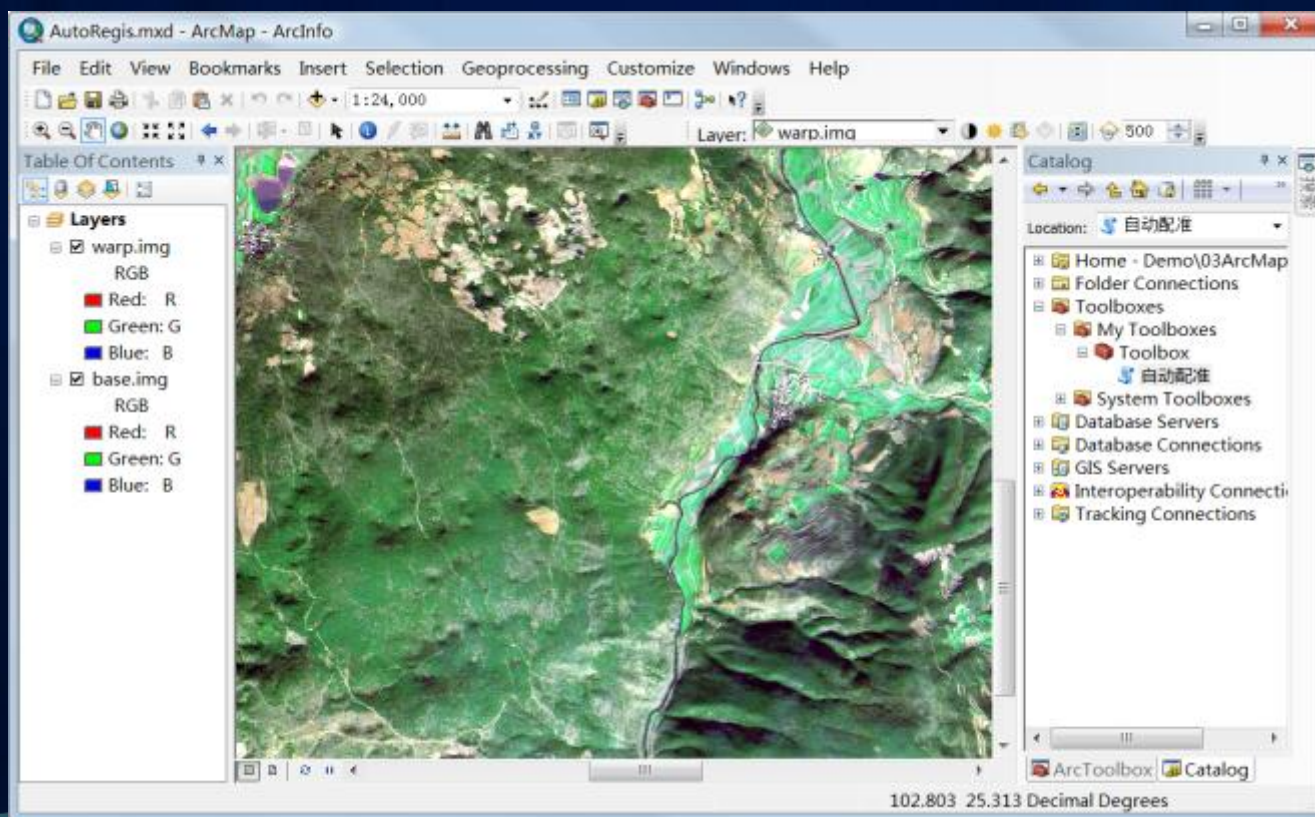 AutoRegis.mxd - ArcMap - ArcInfo
File Edit View Bookmarks Insert Selection Geoprocessing Customize Windows Help
1:24,000
Layer: warp.img 500
Table Of Contents
Layers
warp.img
RGB
Red: R
Green: G
Blue: B
base.img
RGB
Red: R
Green: G
Blue: B
Catalog
Location: 自动配准
Home - Demo\03ArcMap
Folder Connections
Toolboxes
My Toolboxes
Toolbox
自动配准
System Toolboxes
Database Servers
Database Connections
GIS Servers
Interoperability Connecti
Tracking Connections
ArcToolbox Catalog
102.803 25.313 Decimal Degrees